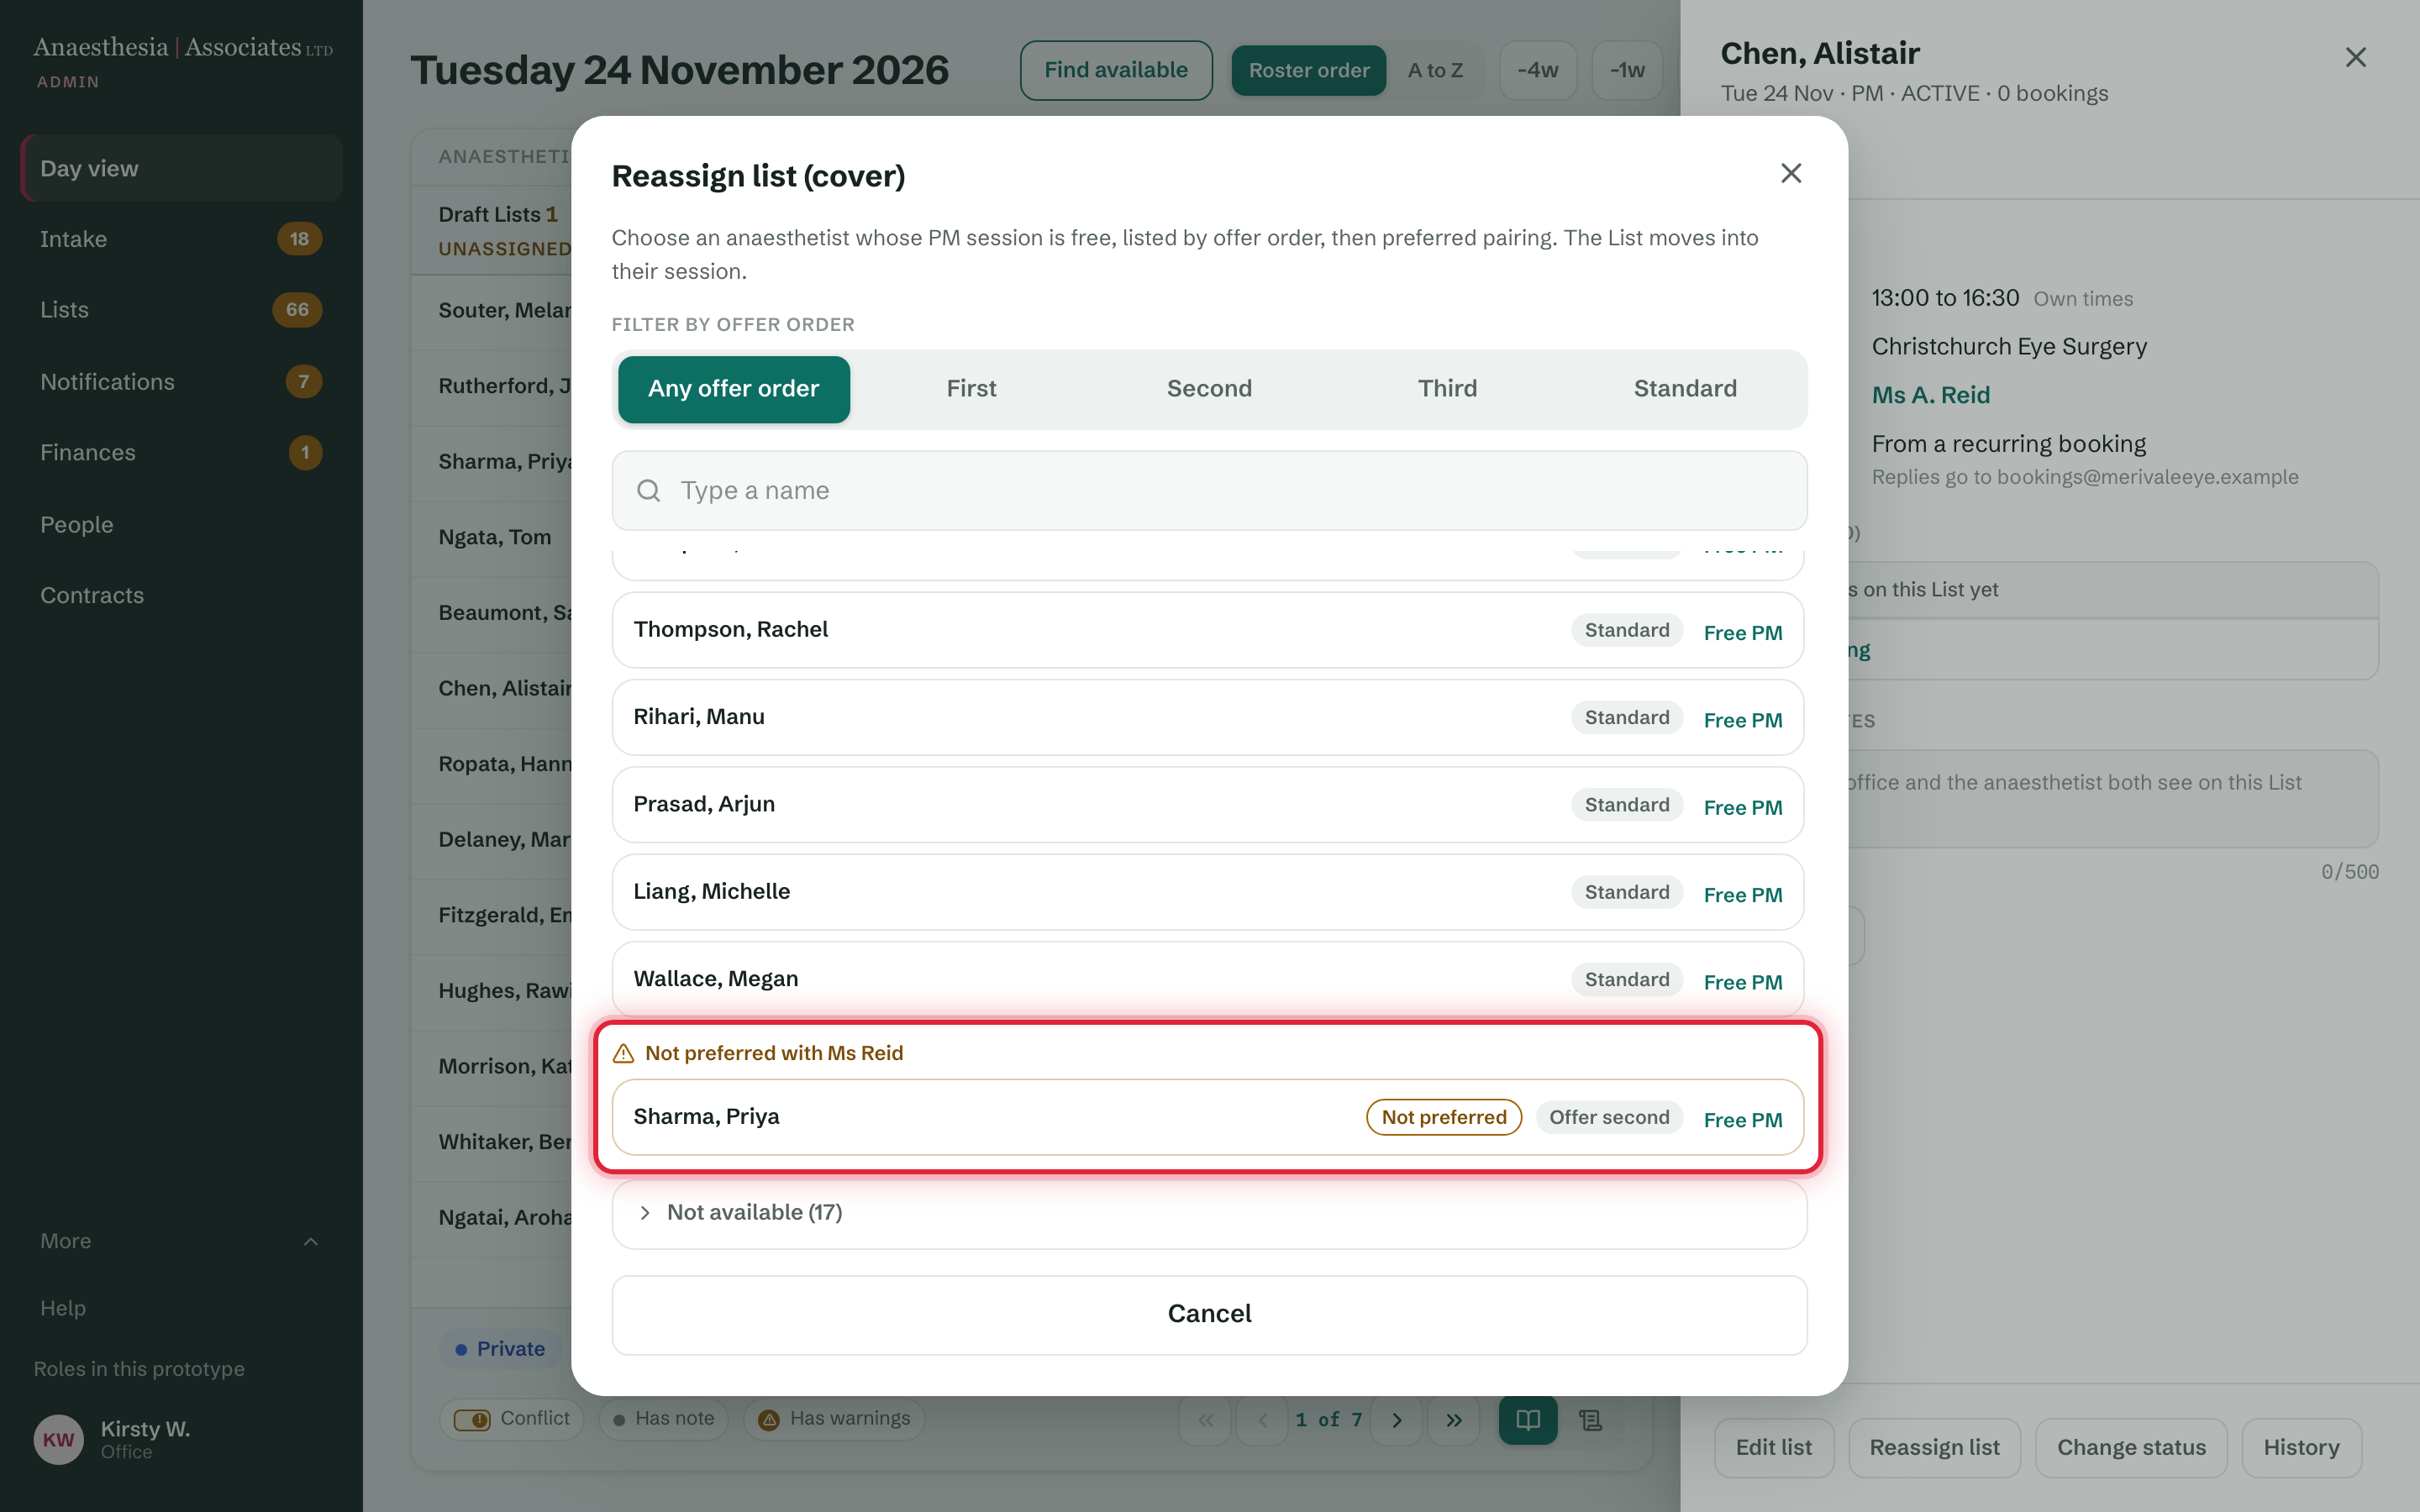 Anaesthesia | Associates LTD
ADMIN
Day view
Intake 18
Lists 66
Notifications 7
Finances 1
People
Contracts
More
Help
Roles in this prototype
KW
Kirsty W.
Office
Tuesday 24 November 2026
Find available
Roster order
A to Z
-4w
-1w
Draft Lists 1
UNASSIGNED
Souter,
Rutherford, J
Sharma, Priya
Ngata, Tom
Beaumont,
Chen, Alistair
Ropata,
Delaney,
Fitzgerald,
Hughes,
Morrison,
Whitaker,
Ngatai, Aroha
Private
Conflict
Has note
Has warnings
1 of 7
Reassign list (cover)
Choose an anaesthetist whose PM session is free, listed by offer order, then preferred pairing. The List moves into
their session.
FILTER BY OFFER ORDER
Any offer order
First
Second
Third
Standard
Type a name
Thompson, Rachel Standard Free PM
Rihari, Manu Standard Free PM
Prasad, Arjun Standard Free PM
Liang, Michelle Standard Free PM
Wallace, Megan Standard Free PM
Not preferred with Ms Reid
Sharma, Priya Not preferred Offer second Free PM
Not available (17)
Cancel
Chen, Alistair
Tue 24 Nov · PM · ACTIVE · 0 bookings
13:00 to 16:30 Own times
Christchurch Eye Surgery
Ms A. Reid
From a recurring booking
Replies go to bookings@merivaleeye.example
s on this List yet
ng
office and the anaesthetist both see on this List
0/500
Edit list
Reassign list
Change status
History